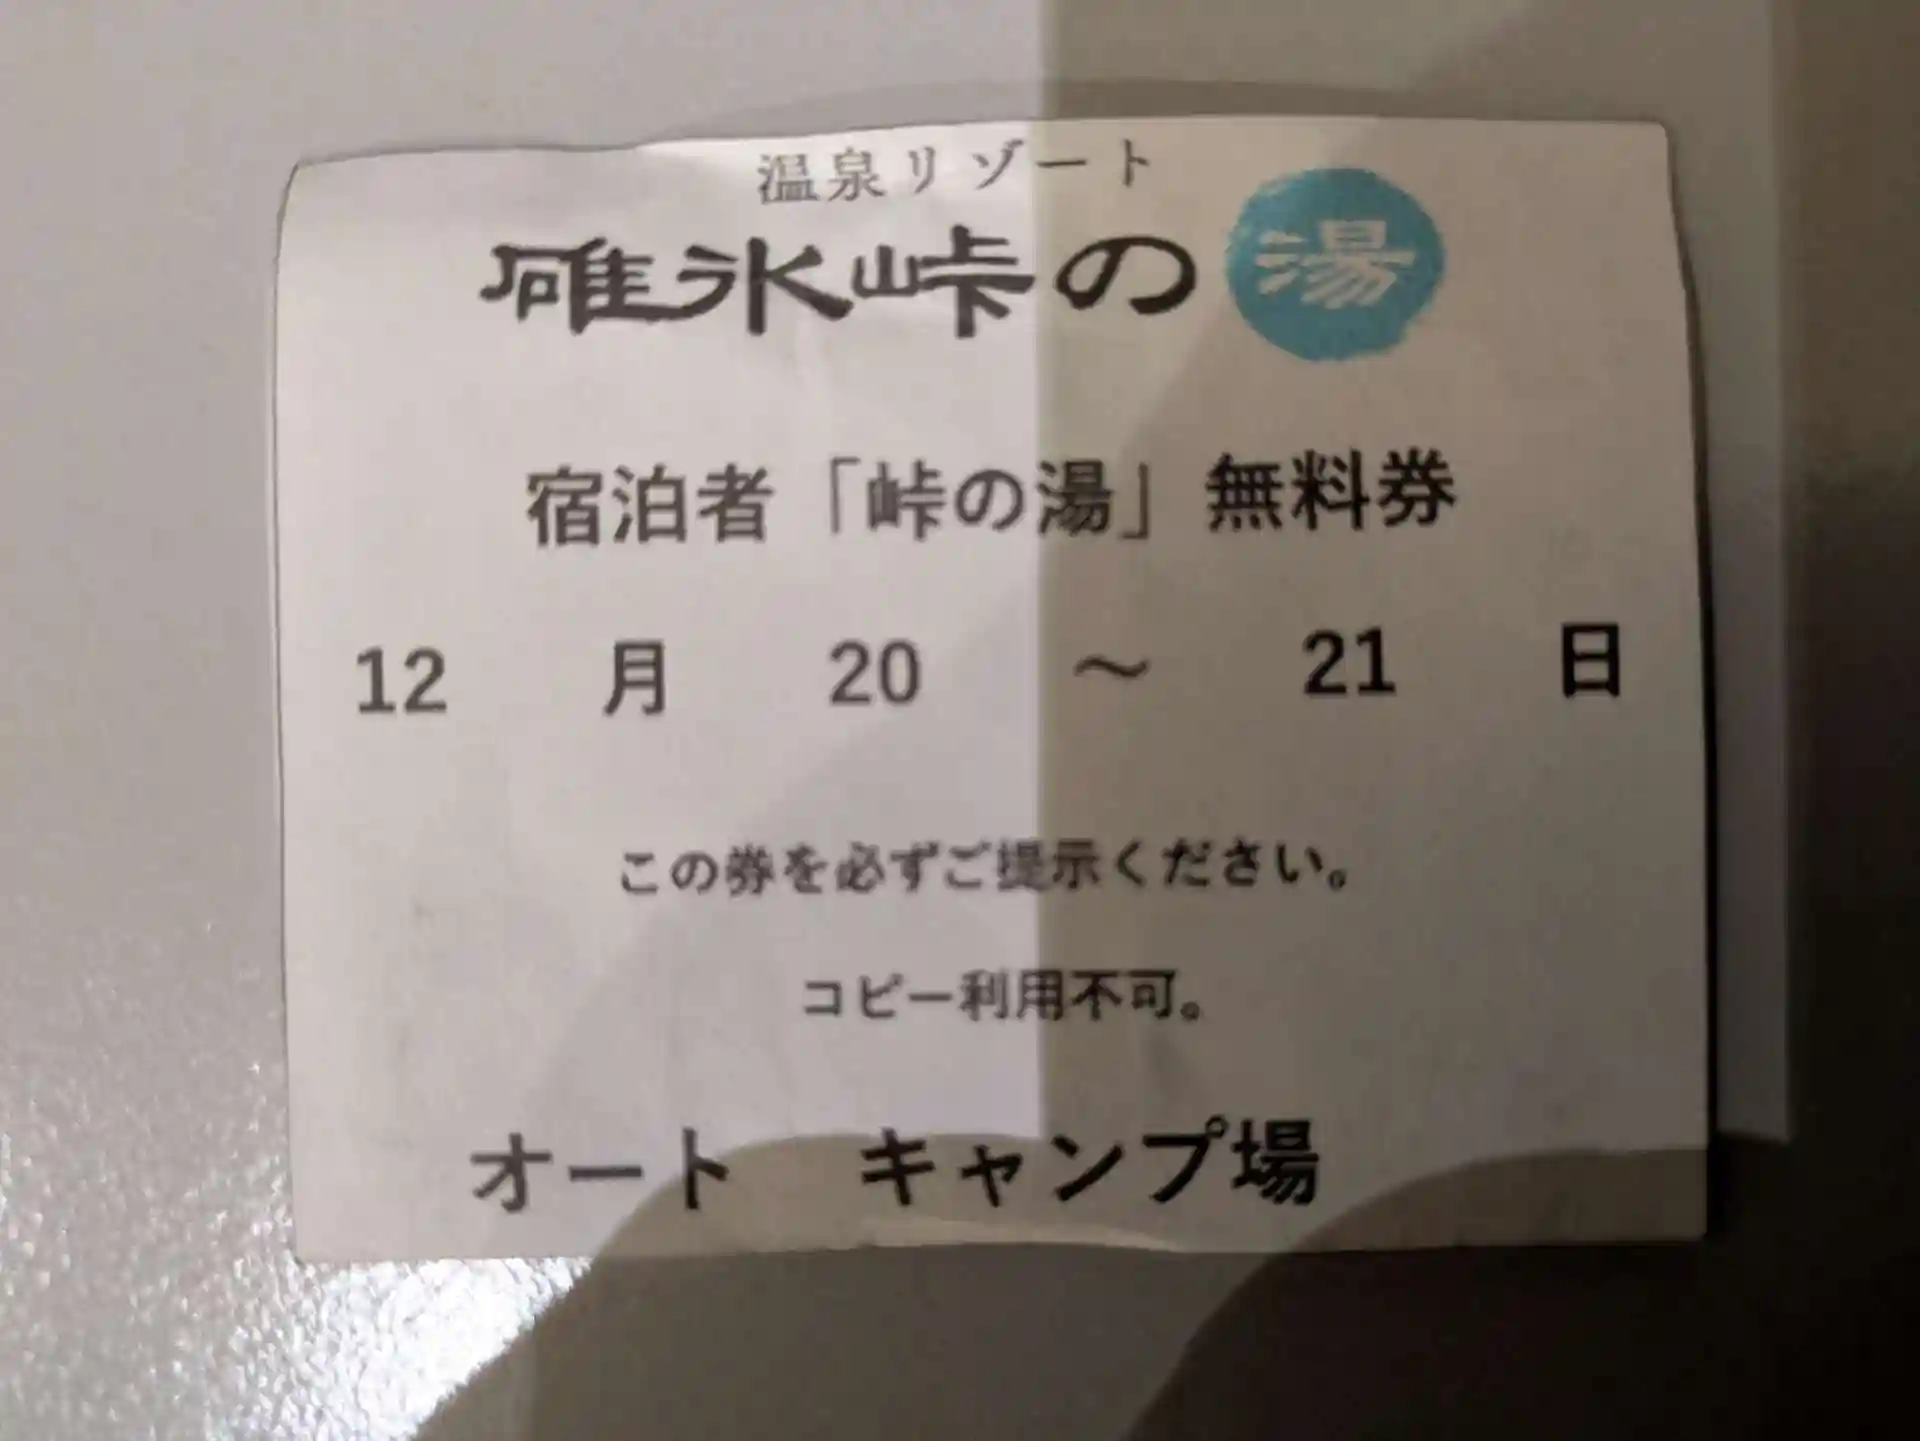 温泉リゾート
碓氷峠の湯
宿泊者「峠の湯」無料券
12 月 20 ～ 21 日
この券を必ずご提示ください。
コピー利用不可。
オート キャンプ場